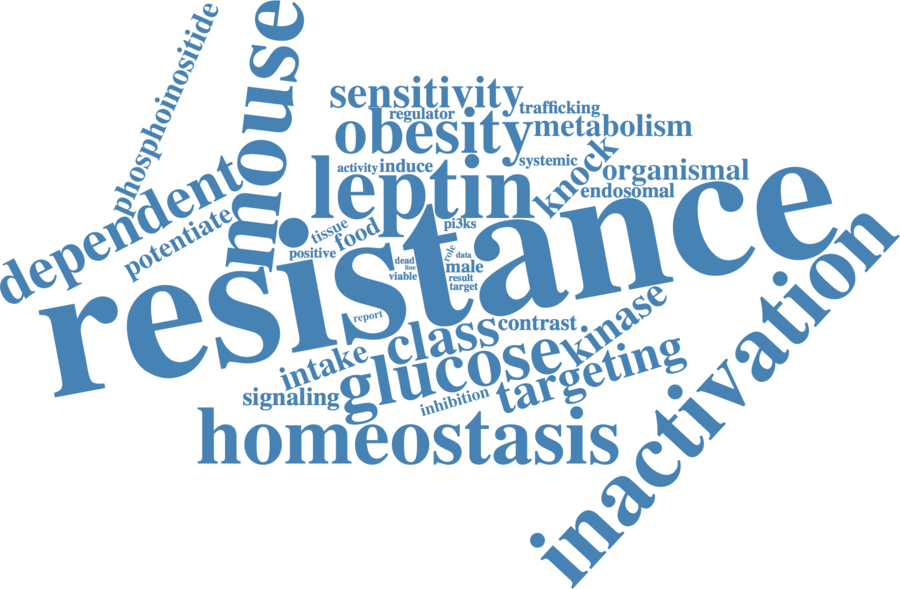 phosphoinositide
mouse
sensitivity
trafficking
regulator
obesity
metabolism
activity
induce
systemic
knock
organismal
leptin
endosomal
dependent
potentiate
tissue
food
pi3ks
positive
role
data
dead
line
male
viable
result
target
resistance
inactivation
report
class
contrast
kinase
intake
glucose
targeting
signaling
inhibition
homeostasis